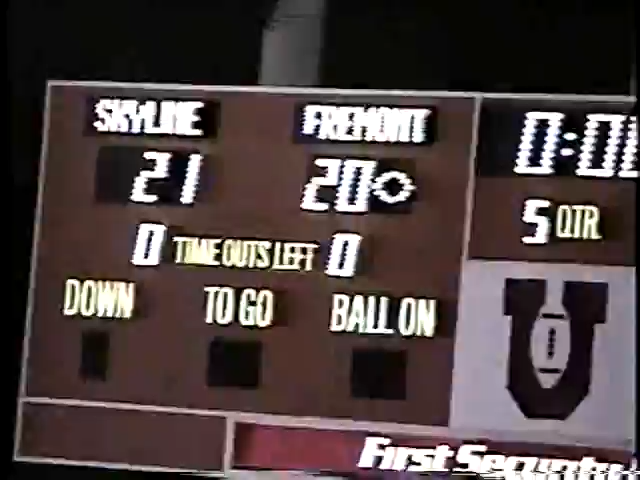 SKYLINE FREMONT
21 20
0:0
0 TIME OUTS LEFT 0
5 QTR
DOWN TO GO BALL ON
U
First Security